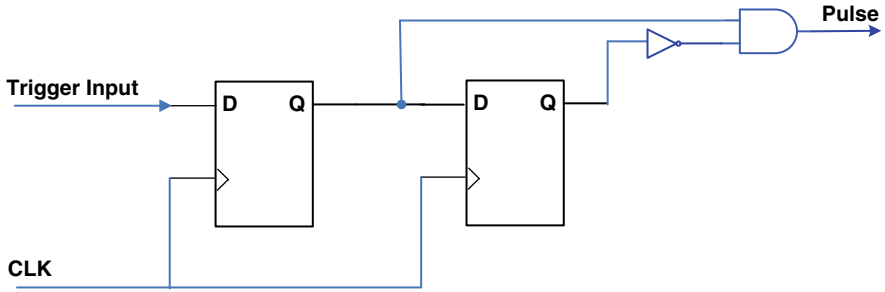 Pulse
Trigger Input
D Q
D Q
CLK